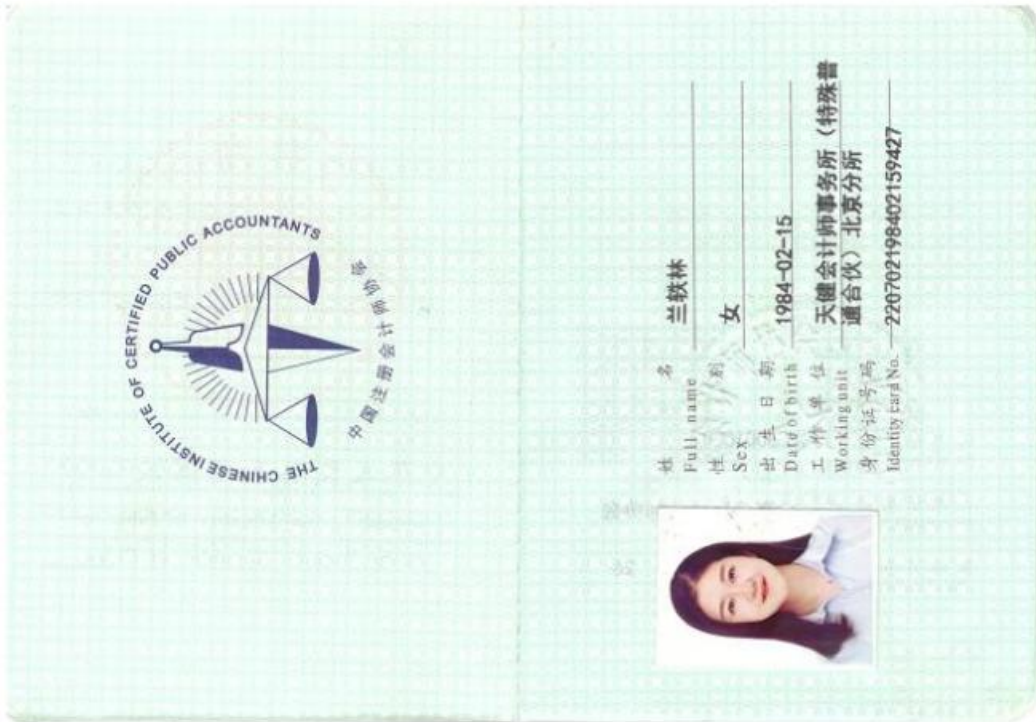 THE CHINESE INSTITUTE OF CERTIFIED PUBLIC ACCOUNTANTS
中国注册会计师协会
姓名 兰轶林
Full name
性别 女
Sex
出生日期 1984-02-15
Date of birth
工作单位 天健会计师事务所（特殊普
Working unit 通合伙）北京分所
身份证号码
Identity card No. 220702198402159427